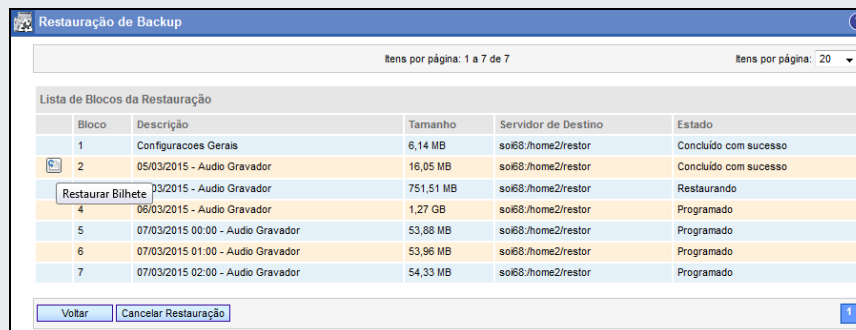 Restauração de Backup
Itens por página: 1 a 7 de 7 Itens por página: 20
Lista de Blocos da Restauração
Bloco Descrição Tamanho Servidor de Destino Estado
1 Configuracoes Gerais 6,14 MB soi68:/home2/restor Concluído com sucesso
2 05/03/2015 - Audio Gravador 16,05 MB soi68:/home2/restor Concluído com sucesso
Restaurar Bilhete 03/2015 - Audio Gravador 751,51 MB soi68:/home2/restor Restaurando
4 06/03/2015 - Audio Gravador 1,27 GB soi68:/home2/restor Programado
5 07/03/2015 00:00 - Audio Gravador 53,88 MB soi68:/home2/restor Programado
6 07/03/2015 01:00 - Audio Gravador 53,96 MB soi68:/home2/restor Programado
7 07/03/2015 02:00 - Audio Gravador 54,33 MB soi68:/home2/restor Programado
Voltar Cancelar Restauração 1